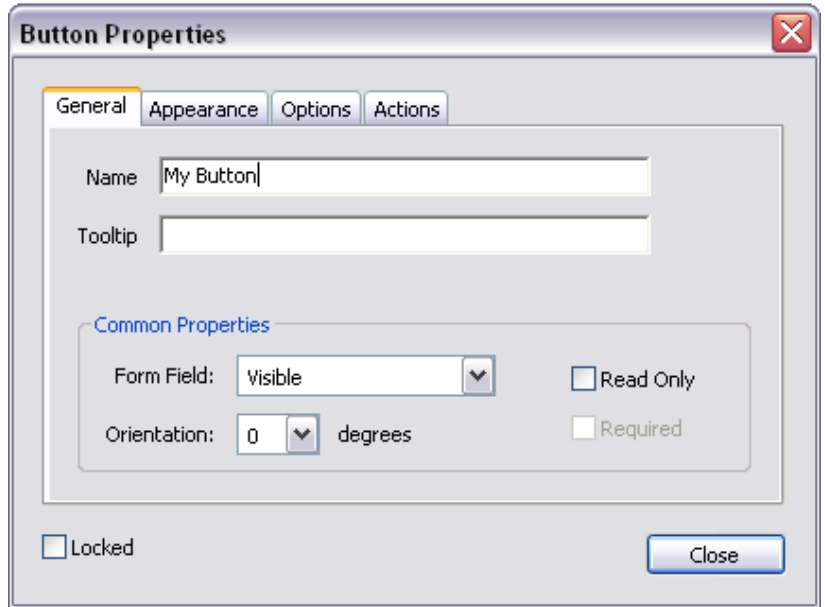 Button Properties
General Appearance Options Actions
Name My Button
Tooltip
Common Properties
Form Field: Visible Read Only
Orientation: 0 degrees Required
Locked Close